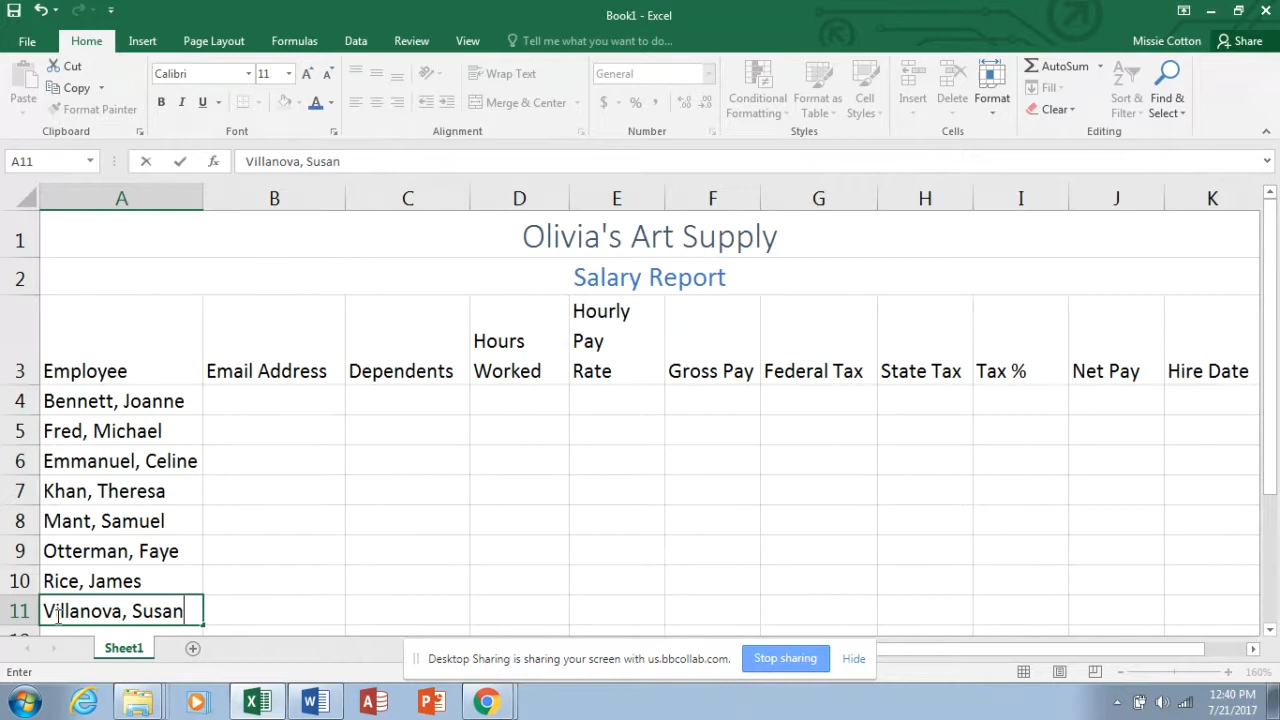 Book1 - Excel
File Home Insert Page Layout Formulas Data Review View Tell me what you want to do... Missie Cotton Share
Cut
Copy
Format Painter
Paste
Clipboard
Calibri 11
B I U
Font
Wrap Text
Merge & Center
Alignment
General
$ % ,
Number
Conditional Formatting
Format as Table
Cell Styles
Styles
Insert Delete Format
Cells
AutoSum
Fill
Clear
Sort & Filter
Find & Select
Editing
A11 fx Villanova, Susan
A B C D E F G H I J K
1 Olivia's Art Supply
2 Salary Report
3 Employee Email Address Dependents Hours Worked Hourly Pay Rate Gross Pay Federal Tax State Tax Tax % Net Pay Hire Date
4 Bennett, Joanne
5 Fred, Michael
6 Emmanuel, Celine
7 Khan, Theresa
8 Mant, Samuel
9 Otterman, Faye
10 Rice, James
11 Villanova, Susan
Sheet1
Desktop Sharing is sharing your screen with us.bbcollab.com. Stop sharing Hide
Enter 160%
12:40 PM
7/21/2017